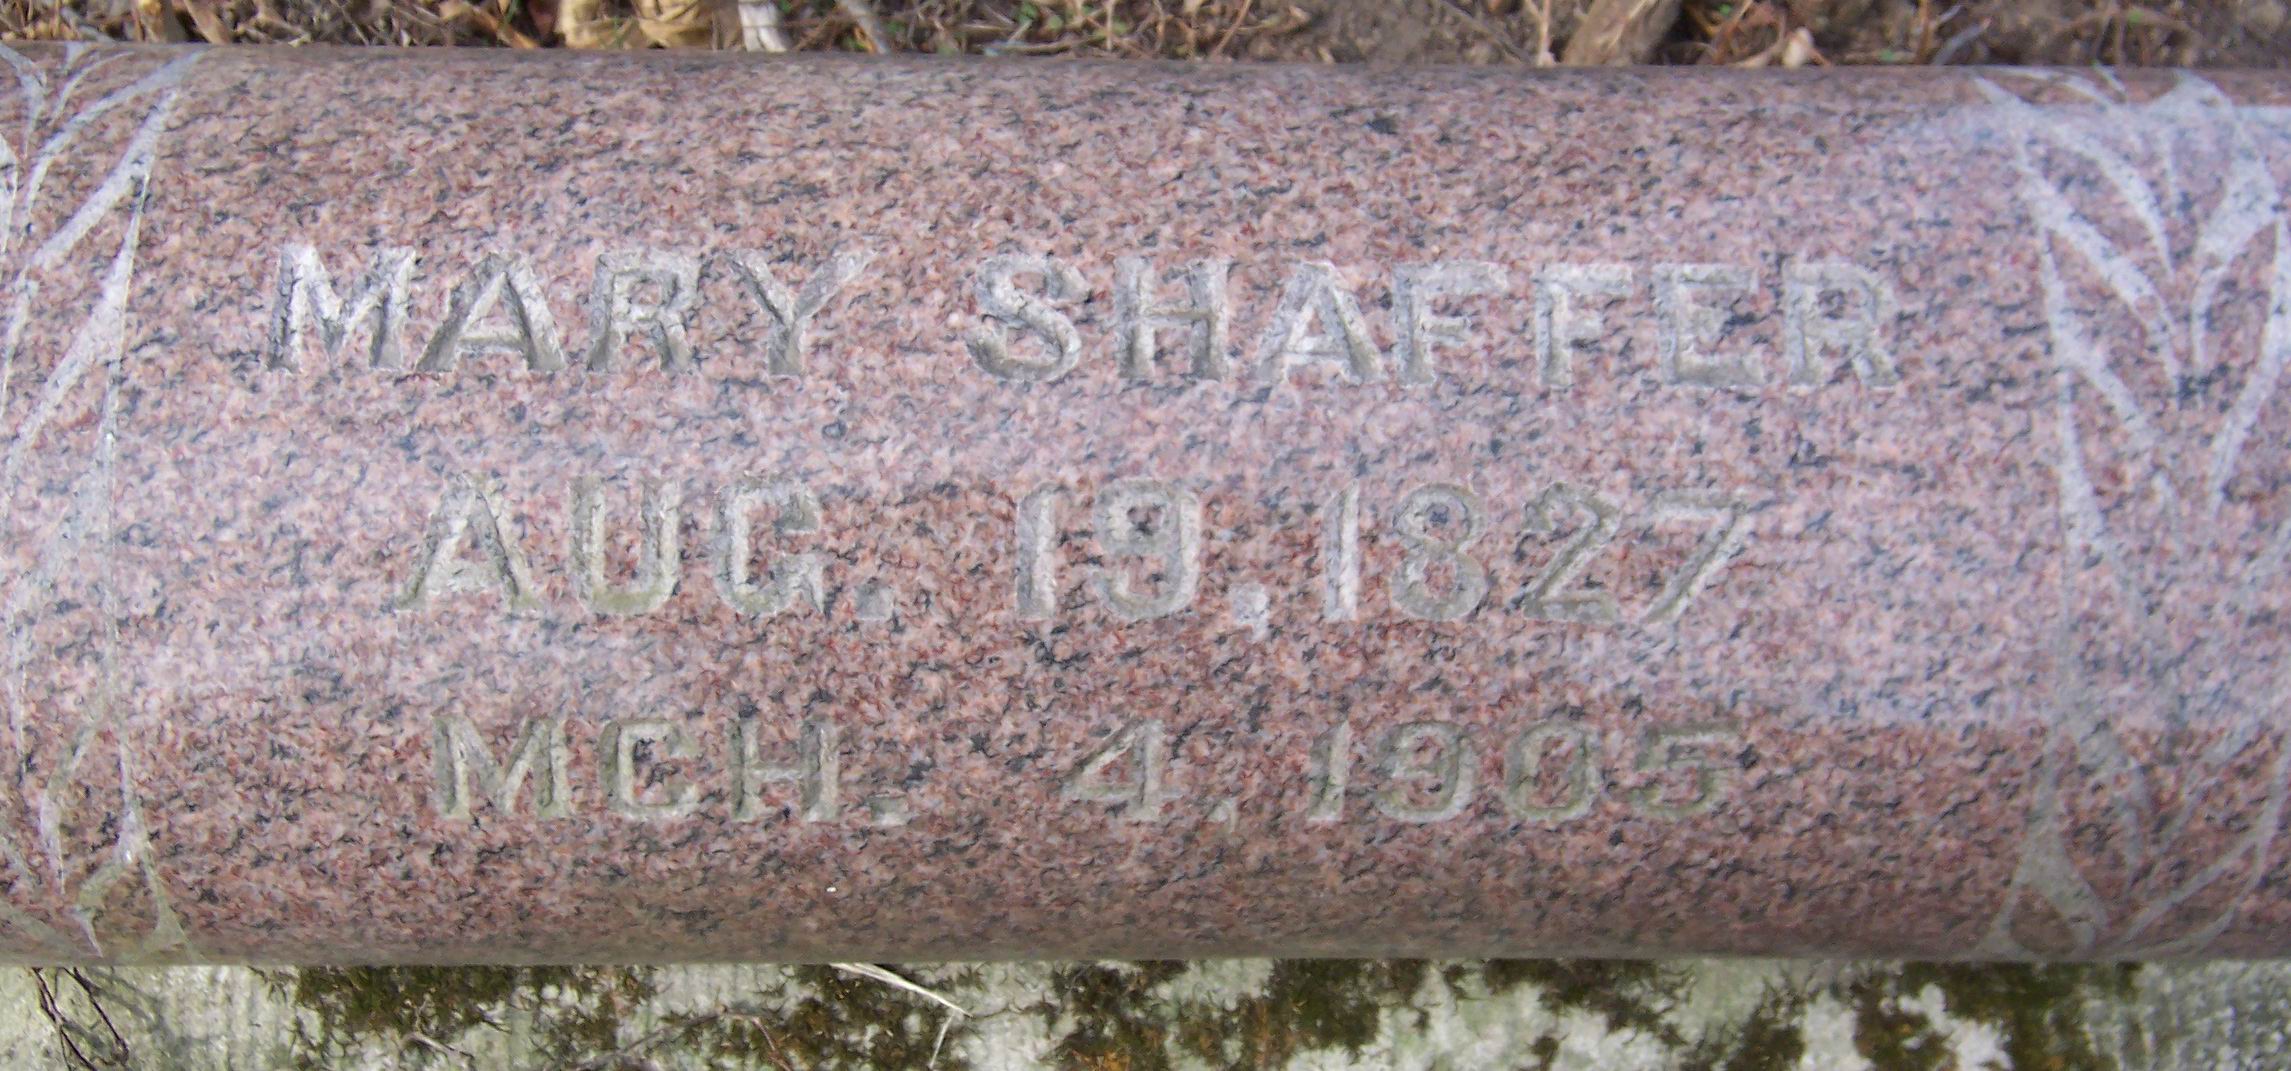 MARY SHAFFER
AUG. 19, 1827
MCH. 4, 1905